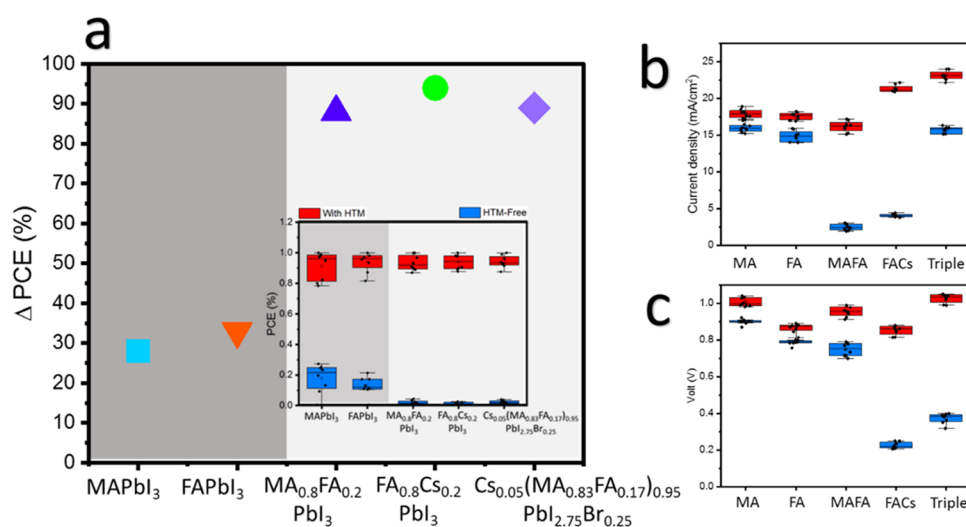 a
Δ PCE (%)
100
90
80
70
60
50
40
30
20
10
0
MAPbI₃
FAPbI₃
MA₀.₈FA₀.₂
PbI₃
FA₀.₈Cs₀.₂
PbI₃
Cs₀.₀₅(MA₀.₈₃FA₀.₁₇)₀.₉₅
PbI₂.₇₅Br₀.₂₅
With HTM
HTM-Free
PCE (%)
1.2
1.0
0.8
0.6
0.4
0.2
0.0
MAPbI₃
FAPbI₃
MA₀.₈FA₀.₂
PbI₃
FA₀.₈Cs₀.₂
PbI₃
Cs₀.₀₅(MA₀.₈₃FA₀.₁₇)₀.₉₅
PbI₂.₇₅Br₀.₂₅
b
Current density (mA/cm²)
25
20
15
10
5
0
MA
FA
MAFA
FACs
Triple
c
Volt (V)
1.0
0.8
0.6
0.4
0.2
0.0
MA
FA
MAFA
FACs
Triple